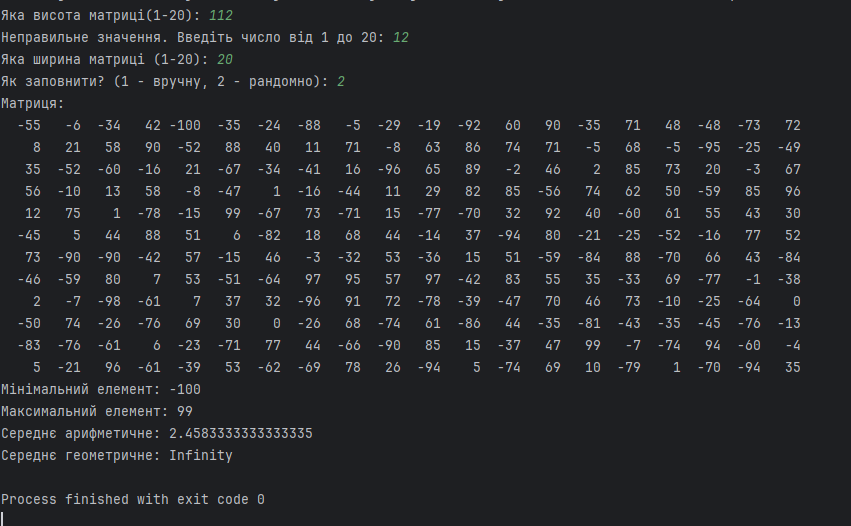 Яка висота матриці(1-20): 112
Неправильне значення. Введіть число від 1 до 20: 12
Яка ширина матриці (1-20): 20
Як заповнити? (1 - вручну, 2 - рандомно): 2
Матриця:
-55 -6 -34 42 -100 -35 -24 -88 -5 -29 -19 -92 60 90 -35 71 48 -48 -73 72
8 21 58 90 -52 88 40 11 71 -8 63 86 74 71 -5 68 -5 -95 -25 -49
35 -52 -60 -16 21 -67 -34 -41 16 -96 65 89 -2 46 2 85 73 20 -3 67
56 -10 13 58 -8 -47 1 -16 -44 11 29 82 85 -56 74 62 50 -59 85 96
12 75 1 -78 -15 99 -67 73 -71 15 -77 -70 32 92 40 -60 61 55 43 30
-45 5 44 88 51 6 -82 18 68 44 -14 37 -94 80 -21 -25 -52 -16 77 52
73 -90 -90 -42 57 -15 46 -3 -32 53 -36 15 51 -59 -84 88 -70 66 43 -84
-46 -59 80 7 53 -51 -64 97 95 57 97 -42 83 55 35 -33 69 -77 -1 -38
2 -7 -98 -61 7 37 32 -96 91 72 -78 -39 -47 70 46 73 -10 -25 -64 0
-50 74 -26 -76 69 30 0 -26 68 -74 61 -86 44 -35 -81 -43 -35 -45 -76 -13
-83 -76 -61 6 -23 -71 77 44 -66 -90 85 15 -37 47 99 -7 -74 94 -60 -4
5 -21 96 -61 -39 53 -62 -69 78 26 -94 5 -74 69 10 -79 1 -70 -94 35
Мінімальний елемент: -100
Максимальний елемент: 99
Середнє арифметичне: 2.4583333333333335
Середнє геометричне: Infinity
Process finished with exit code 0